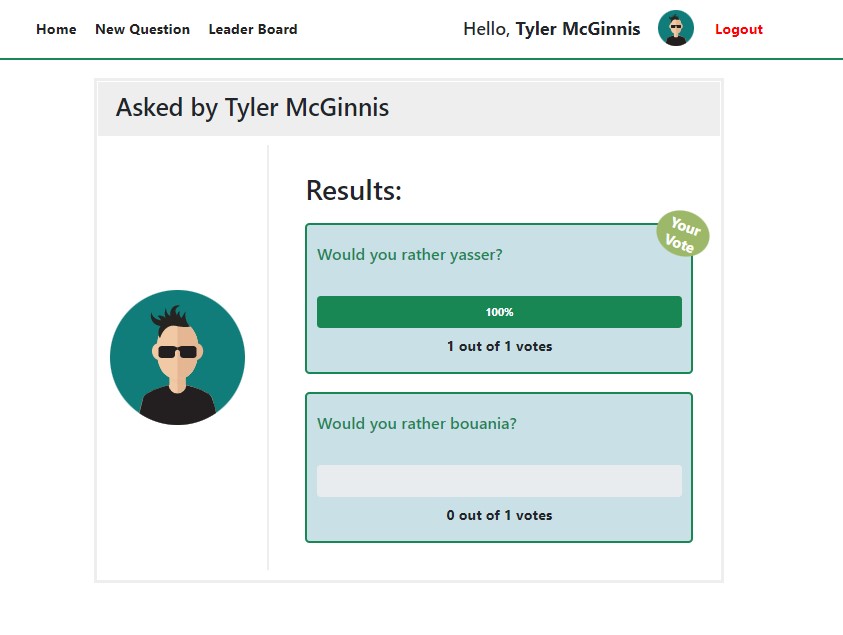 Home New Question Leader Board Hello, Tyler McGinnis Logout
Asked by Tyler McGinnis
Results:
Your
Vote
Would you rather yasser?
100%
1 out of 1 votes
Would you rather bouania?
0 out of 1 votes